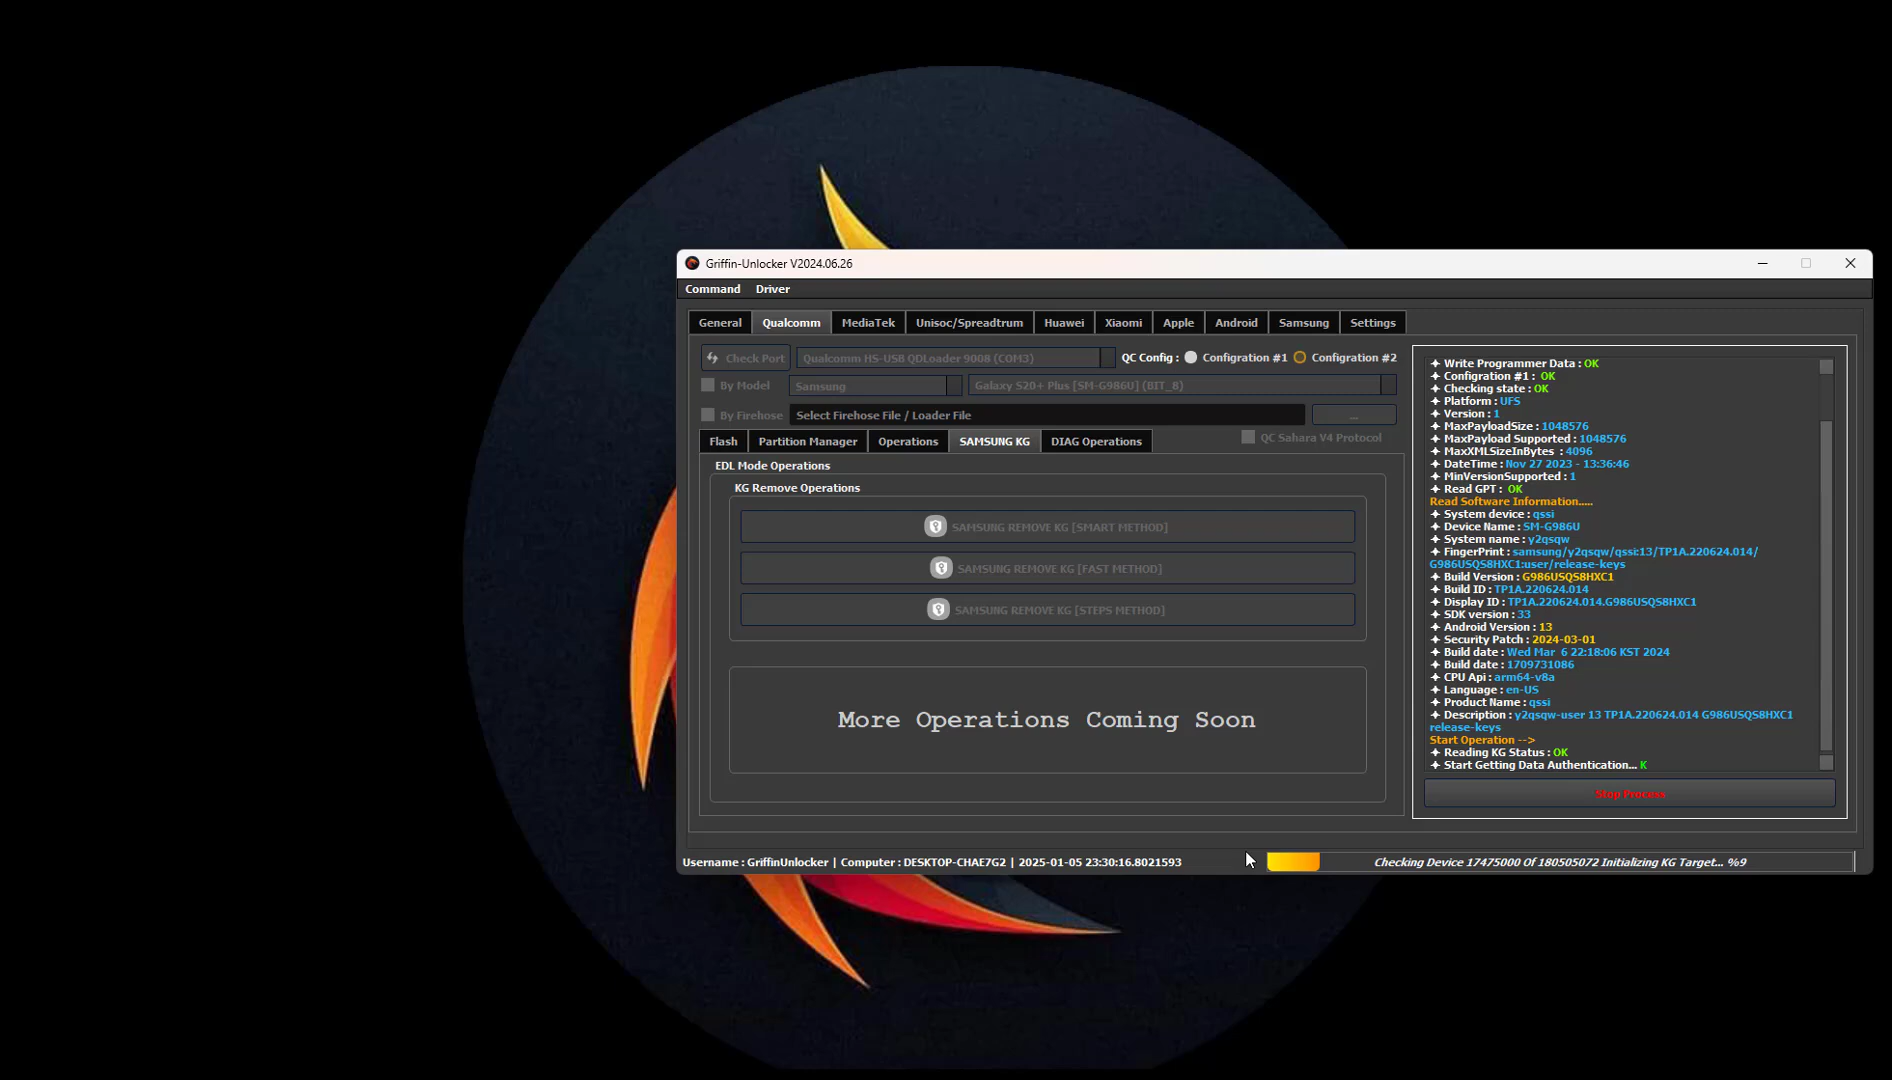 Griffin-Unlocker V2024.06.26
Command Driver
General Qualcomm MediaTek Unisoc/Spreadtrum Huawei Xiaomi Apple Android Samsung Settings
Check Port Qualcomm HS-USB QDLoader 9008 (COM3) QC Config : Configration #1 Configration #2
By Model Samsung Galaxy S20+ Plus [SM-G986U] (BIT_8)
By Firehose Select Firehose File / Loader File ...
Flash Partition Manager Operations SAMSUNG KG DIAG Operations QC Sahara V4 Protocol
EDL Mode Operations
KG Remove Operations
SAMSUNG REMOVE KG [SMART METHOD]
SAMSUNG REMOVE KG [FAST METHOD]
SAMSUNG REMOVE KG [STEPS METHOD]
More Operations Coming Soon
Write Programmer Data : OK
Configration #1 : OK
Checking state : OK
Platform : UFS
Version : 1
MaxPayloadSize : 1048576
MaxPayload Supported : 1048576
MaxXMLSizeInBytes : 4096
DateTime : Nov 27 2023 - 13:36:46
MinVersionSupported : 1
Read GPT : OK
Read Software Information.....
System device : qssi
Device Name : SM-G986U
System name : y2qsqw
FingerPrint : samsung/y2qsqw/qssi:13/TP1A.220624.014/
G986USQS8HXC1:user/release-keys
Build Version : G986USQS8HXC1
Build ID : TP1A.220624.014
Display ID : TP1A.220624.014.G986USQS8HXC1
SDK version : 33
Android Version : 13
Security Patch : 2024-03-01
Build date : Wed Mar 6 22:18:06 KST 2024
Build date : 1709731086
CPU Api : arm64-v8a
Language : en-US
Product Name : qssi
Description : y2qsqw-user 13 TP1A.220624.014 G986USQS8HXC1
release-keys
Start Operation -->
Reading KG Status : OK
Start Getting Data Authentication... K
Stop Process
Username : GriffinUnlocker | Computer : DESKTOP-CHAE7G2 | 2025-01-05 23:30:16.8021593
Checking Device 17475000 Of 180505072 Initializing KG Target... %9